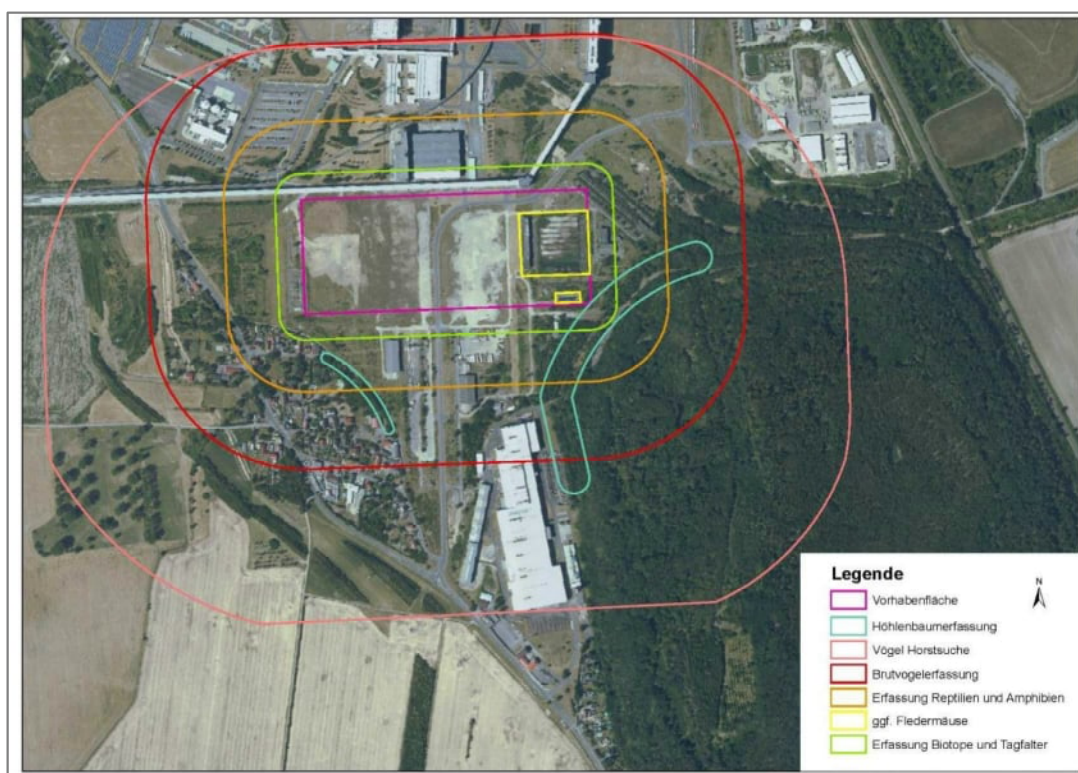 Legende
N
Vorhabenfläche
Höhlenbaumerfassung
Vögel Horstsuche
Brutvogelerfassung
Erfassung Reptilien und Amphibien
ggf. Fledermäuse
Erfassung Biotope und Tagfalter